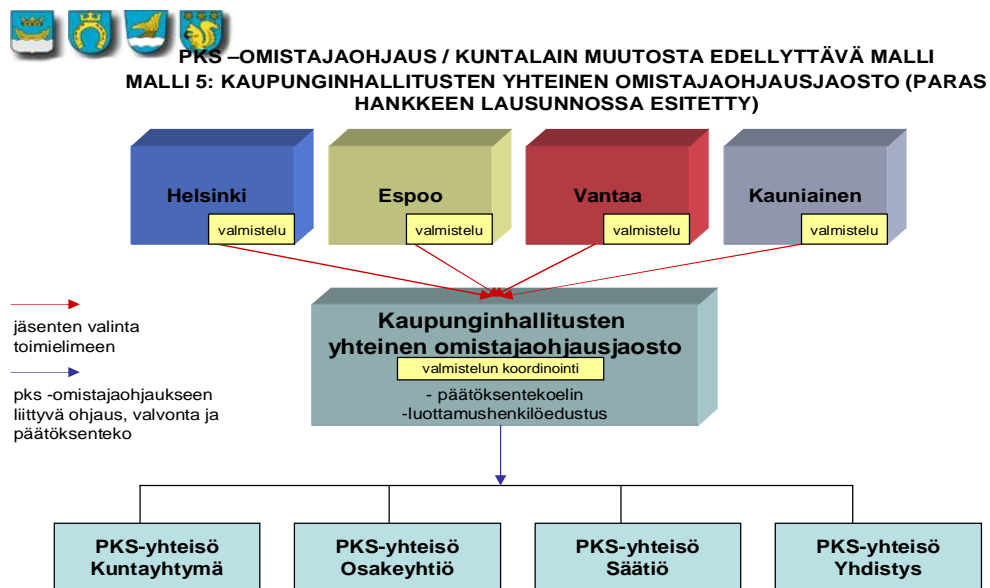 PKS –OMISTAJAOHJAUS / KUNTALAIN MUUTOSTA EDELLYTTÄVÄ MALLI
MALLI 5: KAUPUNGINHALLITUSTEN YHTEINEN OMISTAJAOHJAUSJAOSTO (PARAS
HANKKEEN LAUSUNNOSSA ESITETTY)
Helsinki
valmistelu
Espoo
valmistelu
Vantaa
valmistelu
Kauniainen
valmistelu
jäsenten valinta
toimielimeen
pks -omistajaohjaukseen
liittyvä ohjaus, valvonta ja
päätöksenteko
Kaupunginhallitusten
yhteinen omistajaohjausjaosto
valmistelun koordinointi
- päätöksentekoelin
-luottamushenkilöedustus
PKS-yhteisö
Kuntayhtymä
PKS-yhteisö
Osakeyhtiö
PKS-yhteisö
Säätiö
PKS-yhteisö
Yhdistys